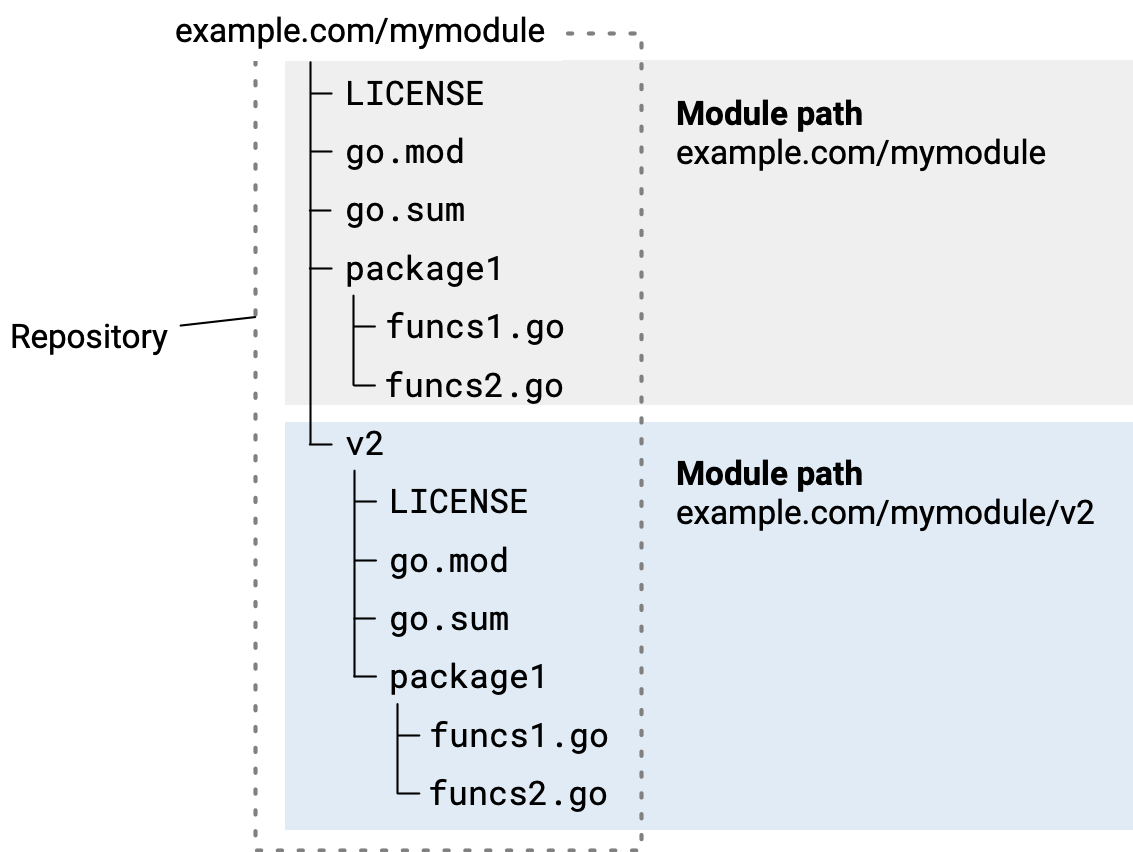 example.com/mymodule
LICENSE
go.mod
go.sum
package1
funcs1.go
funcs2.go
Module path
example.com/mymodule
Repository
v2
LICENSE
go.mod
go.sum
package1
funcs1.go
funcs2.go
Module path
example.com/mymodule/v2